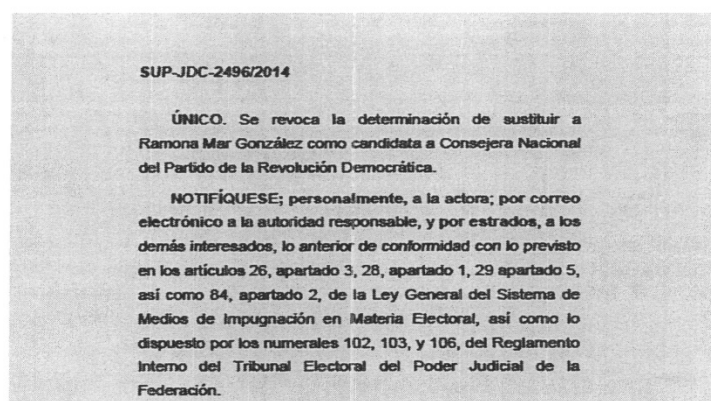 SUP-JDC-2496/2014
ÚNICO. Se revoca la determinación de sustituir a
Ramona Mar González como candidata a Consejera Nacional
del Partido de la Revolución Democrática.
NOTIFÍQUESE; personalmente, a la actora; por correo
electrónico a la autoridad responsable, y por estrados, a los
demás interesados, lo anterior de conformidad con lo previsto
en los artículos 26, apartado 3, 28, apartado 1, 29 apartado 5,
así como 84, apartado 2, de la Ley General del Sistema de
Medios de Impugnación en Materia Electoral, así como lo
dispuesto por los numerales 102, 103, y 106, del Reglamento
Interno del Tribunal Electoral del Poder Judicial de la
Federación.